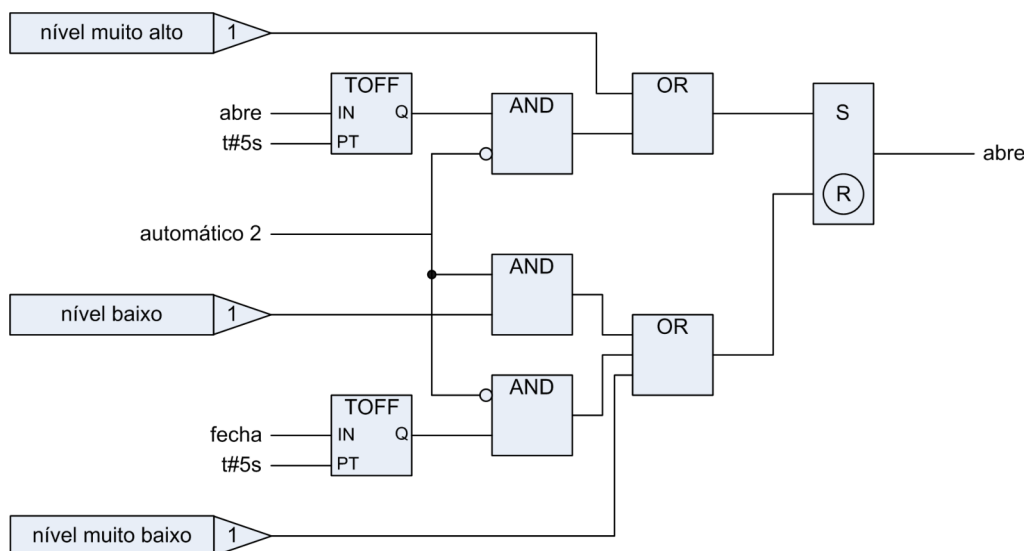 nível muito alto 1
TOFF
OR
abre IN Q
AND
S
t#5s PT
abre
R
automático 2
AND
nível baixo 1
OR
AND
TOFF
fecha IN Q
t#5s PT
nível muito baixo 1